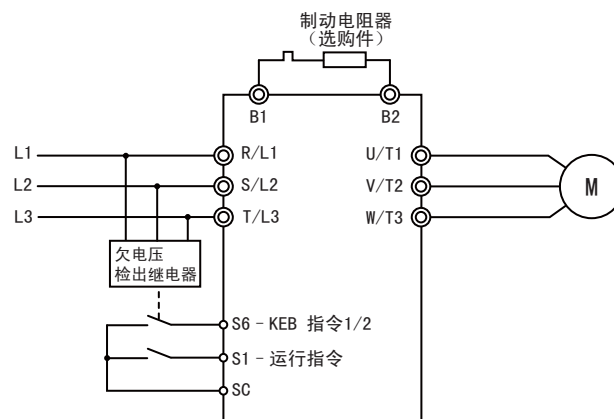 制动电阻器
（选购件）
B1
B2
L1
R/L1
U/T1
L2
S/L2
V/T2
M
L3
T/L3
W/T3
欠电压
检出继电器
S6 - KEB 指令1/2
S1 - 运行指令
SC